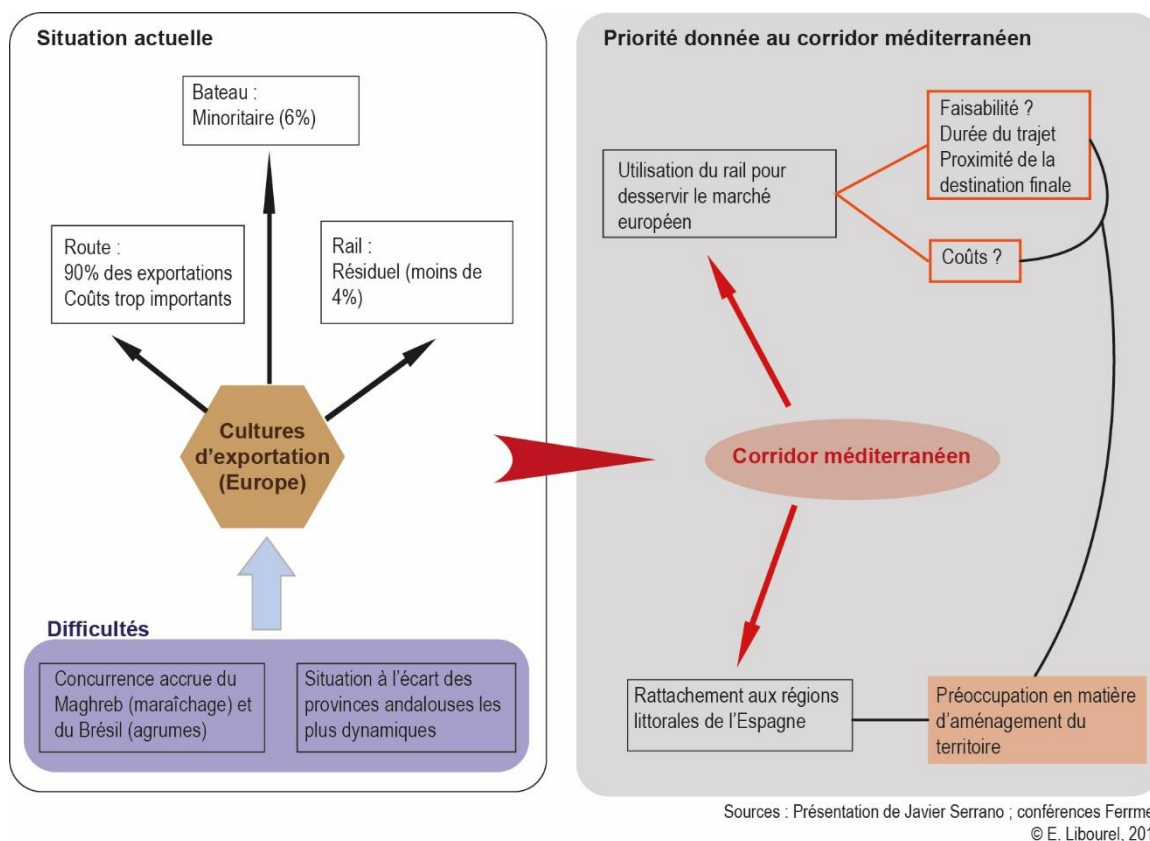 Situation actuelle
Bateau :
Minoritaire (6%)
Route :
90% des exportations
Coûts trop importants
Rail :
Résiduel (moins de
4%)
Cultures
d’exportation
(Europe)
Difficultés
Concurrence accrue du
Maghreb (maraîchage) et
du Brésil (agrumes)
Situation à l’écart des
provinces andalouses les
plus dynamiques
Priorité donnée au corridor méditerranéen
Utilisation du rail pour
desservir le marché
européen
Faisabilité ?
Durée du trajet
Proximité de la
destination finale
Coûts ?
Corridor méditerranéen
Rattachement aux régions
littorales de l’Espagne
Préoccupation en matière
d’aménagement du
territoire
Sources : Présentation de Javier Serrano ; conférences
© E. Libourel,